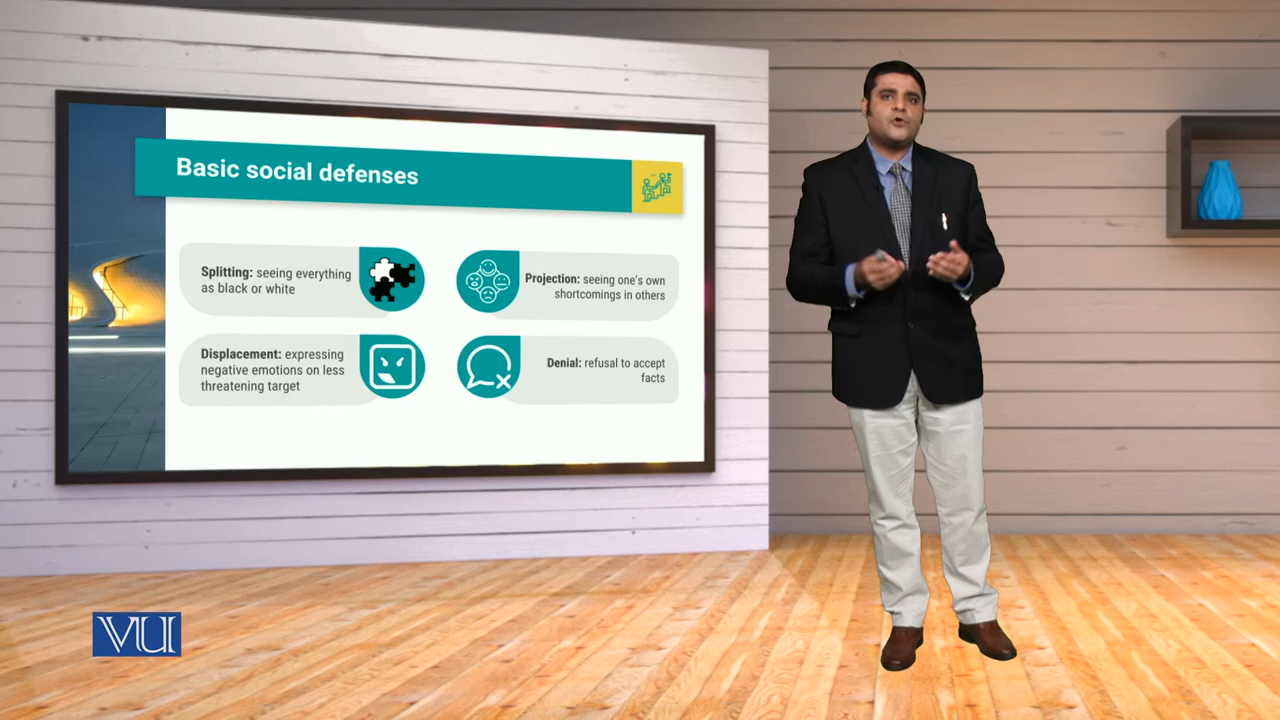 Basic social defenses
Splitting: seeing everything
as black or white
Projection: seeing one's own
shortcomings in others
Displacement: expressing
negative emotions on less
threatening target
Denial: refusal to accept
facts
VU